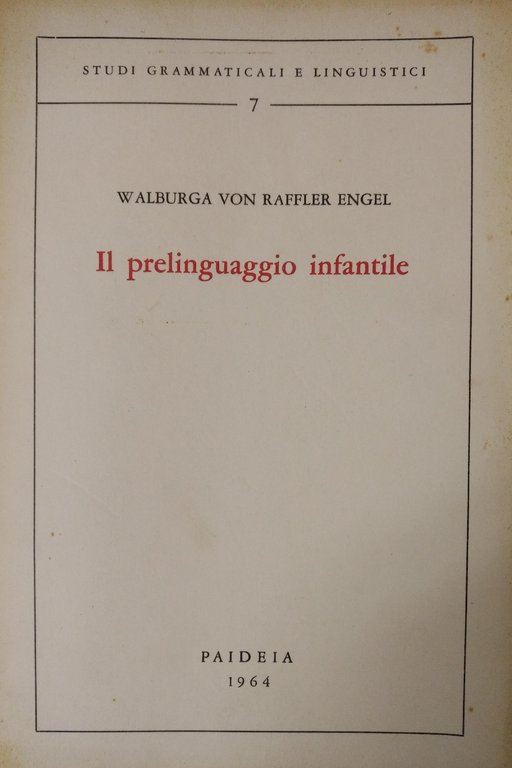 STUDI GRAMMATICALI E LINGUISTICI
7
WALBURGA VON RAFFLER ENGEL
Il prelinguaggio infantile
PAIDEIA
1964